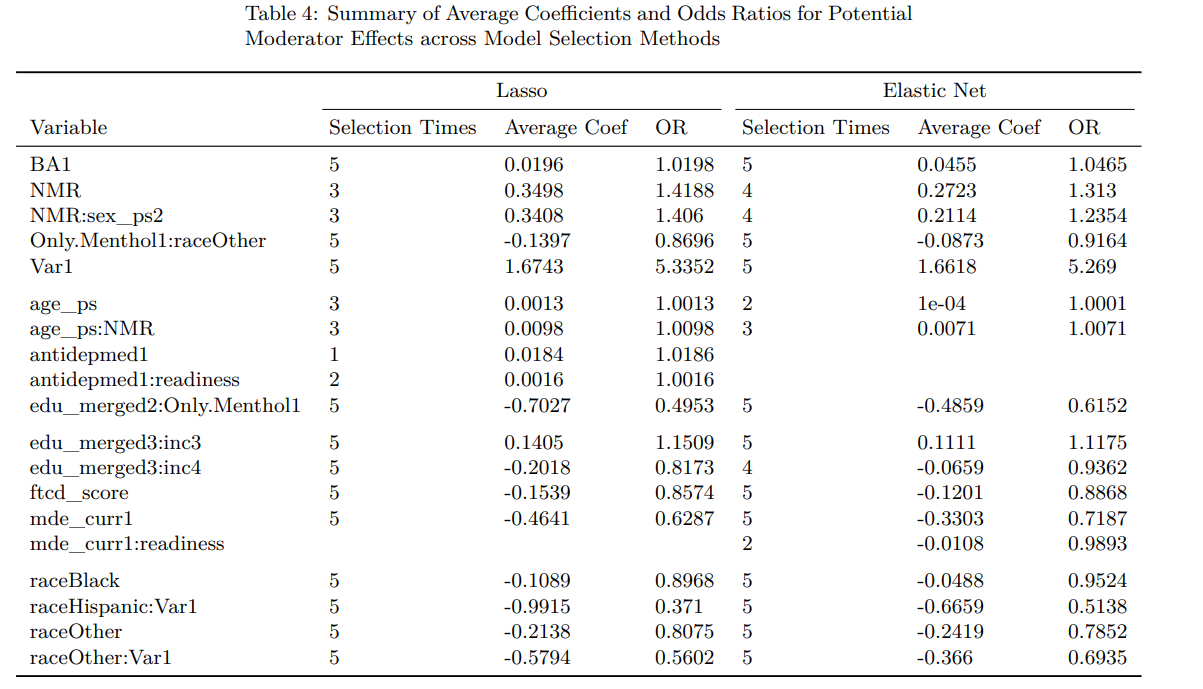 Table 4: Summary of Average Coefficients and Odds Ratios for Potential
Moderator Effects across Model Selection Methods
Lasso Elastic Net
Variable Selection Times Average Coef OR Selection Times Average Coef OR
BA1 5 0.0196 1.0198 5 0.0455 1.0465
NMR 3 0.3498 1.4188 4 0.2723 1.313
NMR:sex_ps2 3 0.3408 1.406 4 0.2114 1.2354
Only.Menthol1:raceOther 5 -0.1397 0.8696 5 -0.0873 0.9164
Var1 5 1.6743 5.3352 5 1.6618 5.269
age_ps 3 0.0013 1.0013 2 1e-04 1.0001
age_ps:NMR 3 0.0098 1.0098 3 0.0071 1.0071
antidepmed1 1 0.0184 1.0186
antidepmed1:readiness 2 0.0016 1.0016
edu_merged2:Only.Menthol1 5 -0.7027 0.4953 5 -0.4859 0.6152
edu_merged3:inc3 5 0.1405 1.1509 5 0.1111 1.1175
edu_merged3:inc4 5 -0.2018 0.8173 4 -0.0659 0.9362
ftcd_score 5 -0.1539 0.8574 5 -0.1201 0.8868
mde_curr1 5 -0.4641 0.6287 5 -0.3303 0.7187
mde_curr1:readiness 2 -0.0108 0.9893
raceBlack 5 -0.1089 0.8968 5 -0.0488 0.9524
raceHispanic:Var1 5 -0.9915 0.371 5 -0.6659 0.5138
raceOther 5 -0.2138 0.8075 5 -0.2419 0.7852
raceOther:Var1 5 -0.5794 0.5602 5 -0.366 0.6935